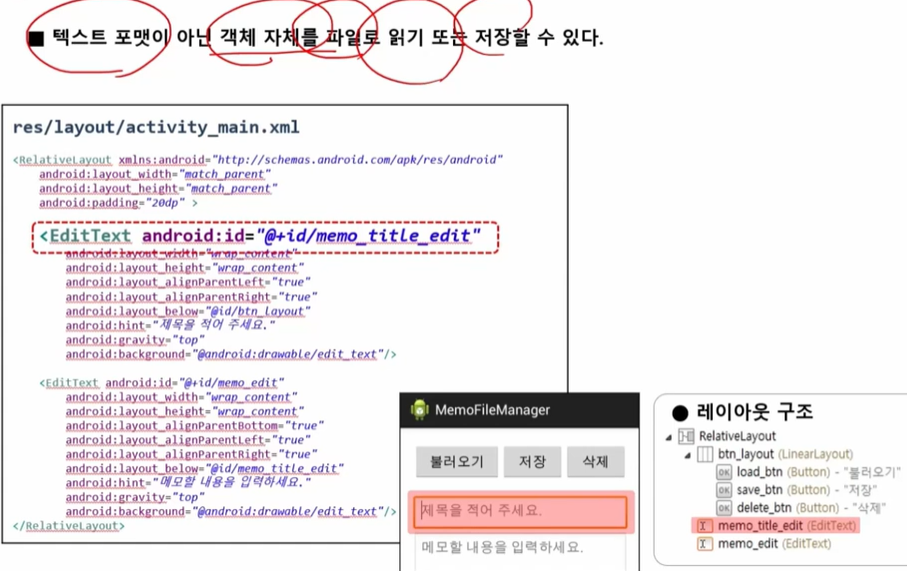 ■ 텍스트 포맷이 아닌 객체 자체를 파일로 읽기 또는 저장할 수 있다.
res/layout/activity_main.xml
<RelativeLayout xmlns:android="http://schemas.android.com/apk/res/android"
android:layout_width="match_parent"
android:layout_height="match_parent"
android:padding="20dp" >
<EditText android:id="@+id/memo_title_edit"
android:layout_width="wrap_content"
android:layout_height="wrap_content"
android:layout_alignParentLeft="true"
android:layout_alignParentRight="true"
android:layout_below="@id/btn_layout"
android:hint="제목을 적어 주세요."
android:gravity="top"
android:background="@android:drawable/edit_text"/>
<EditText android:id="@+id/memo_edit"
android:layout_width="wrap_content"
android:layout_height="wrap_content"
android:layout_alignParentBottom="true"
android:layout_alignParentLeft="true"
android:layout_alignParentRight="true"
android:layout_below="@id/memo_title_edit"
android:hint="메모할 내용을 입력하세요."
android:gravity="top"
android:background="@android:drawable/edit_text"/>
</RelativeLayout>
MemoFileManager
불러오기 저장 삭제
제목을 적어 주세요.
메모할 내용을 입력하세요.
● 레이아웃 구조
RelativeLayout
btn_layout (LinearLayout)
OK load_btn (Button) - "불러오기"
OK save_btn (Button) - "저장"
OK delete_btn (Button) - "삭제"
memo_title_edit (EditText)
memo_edit (EditText)